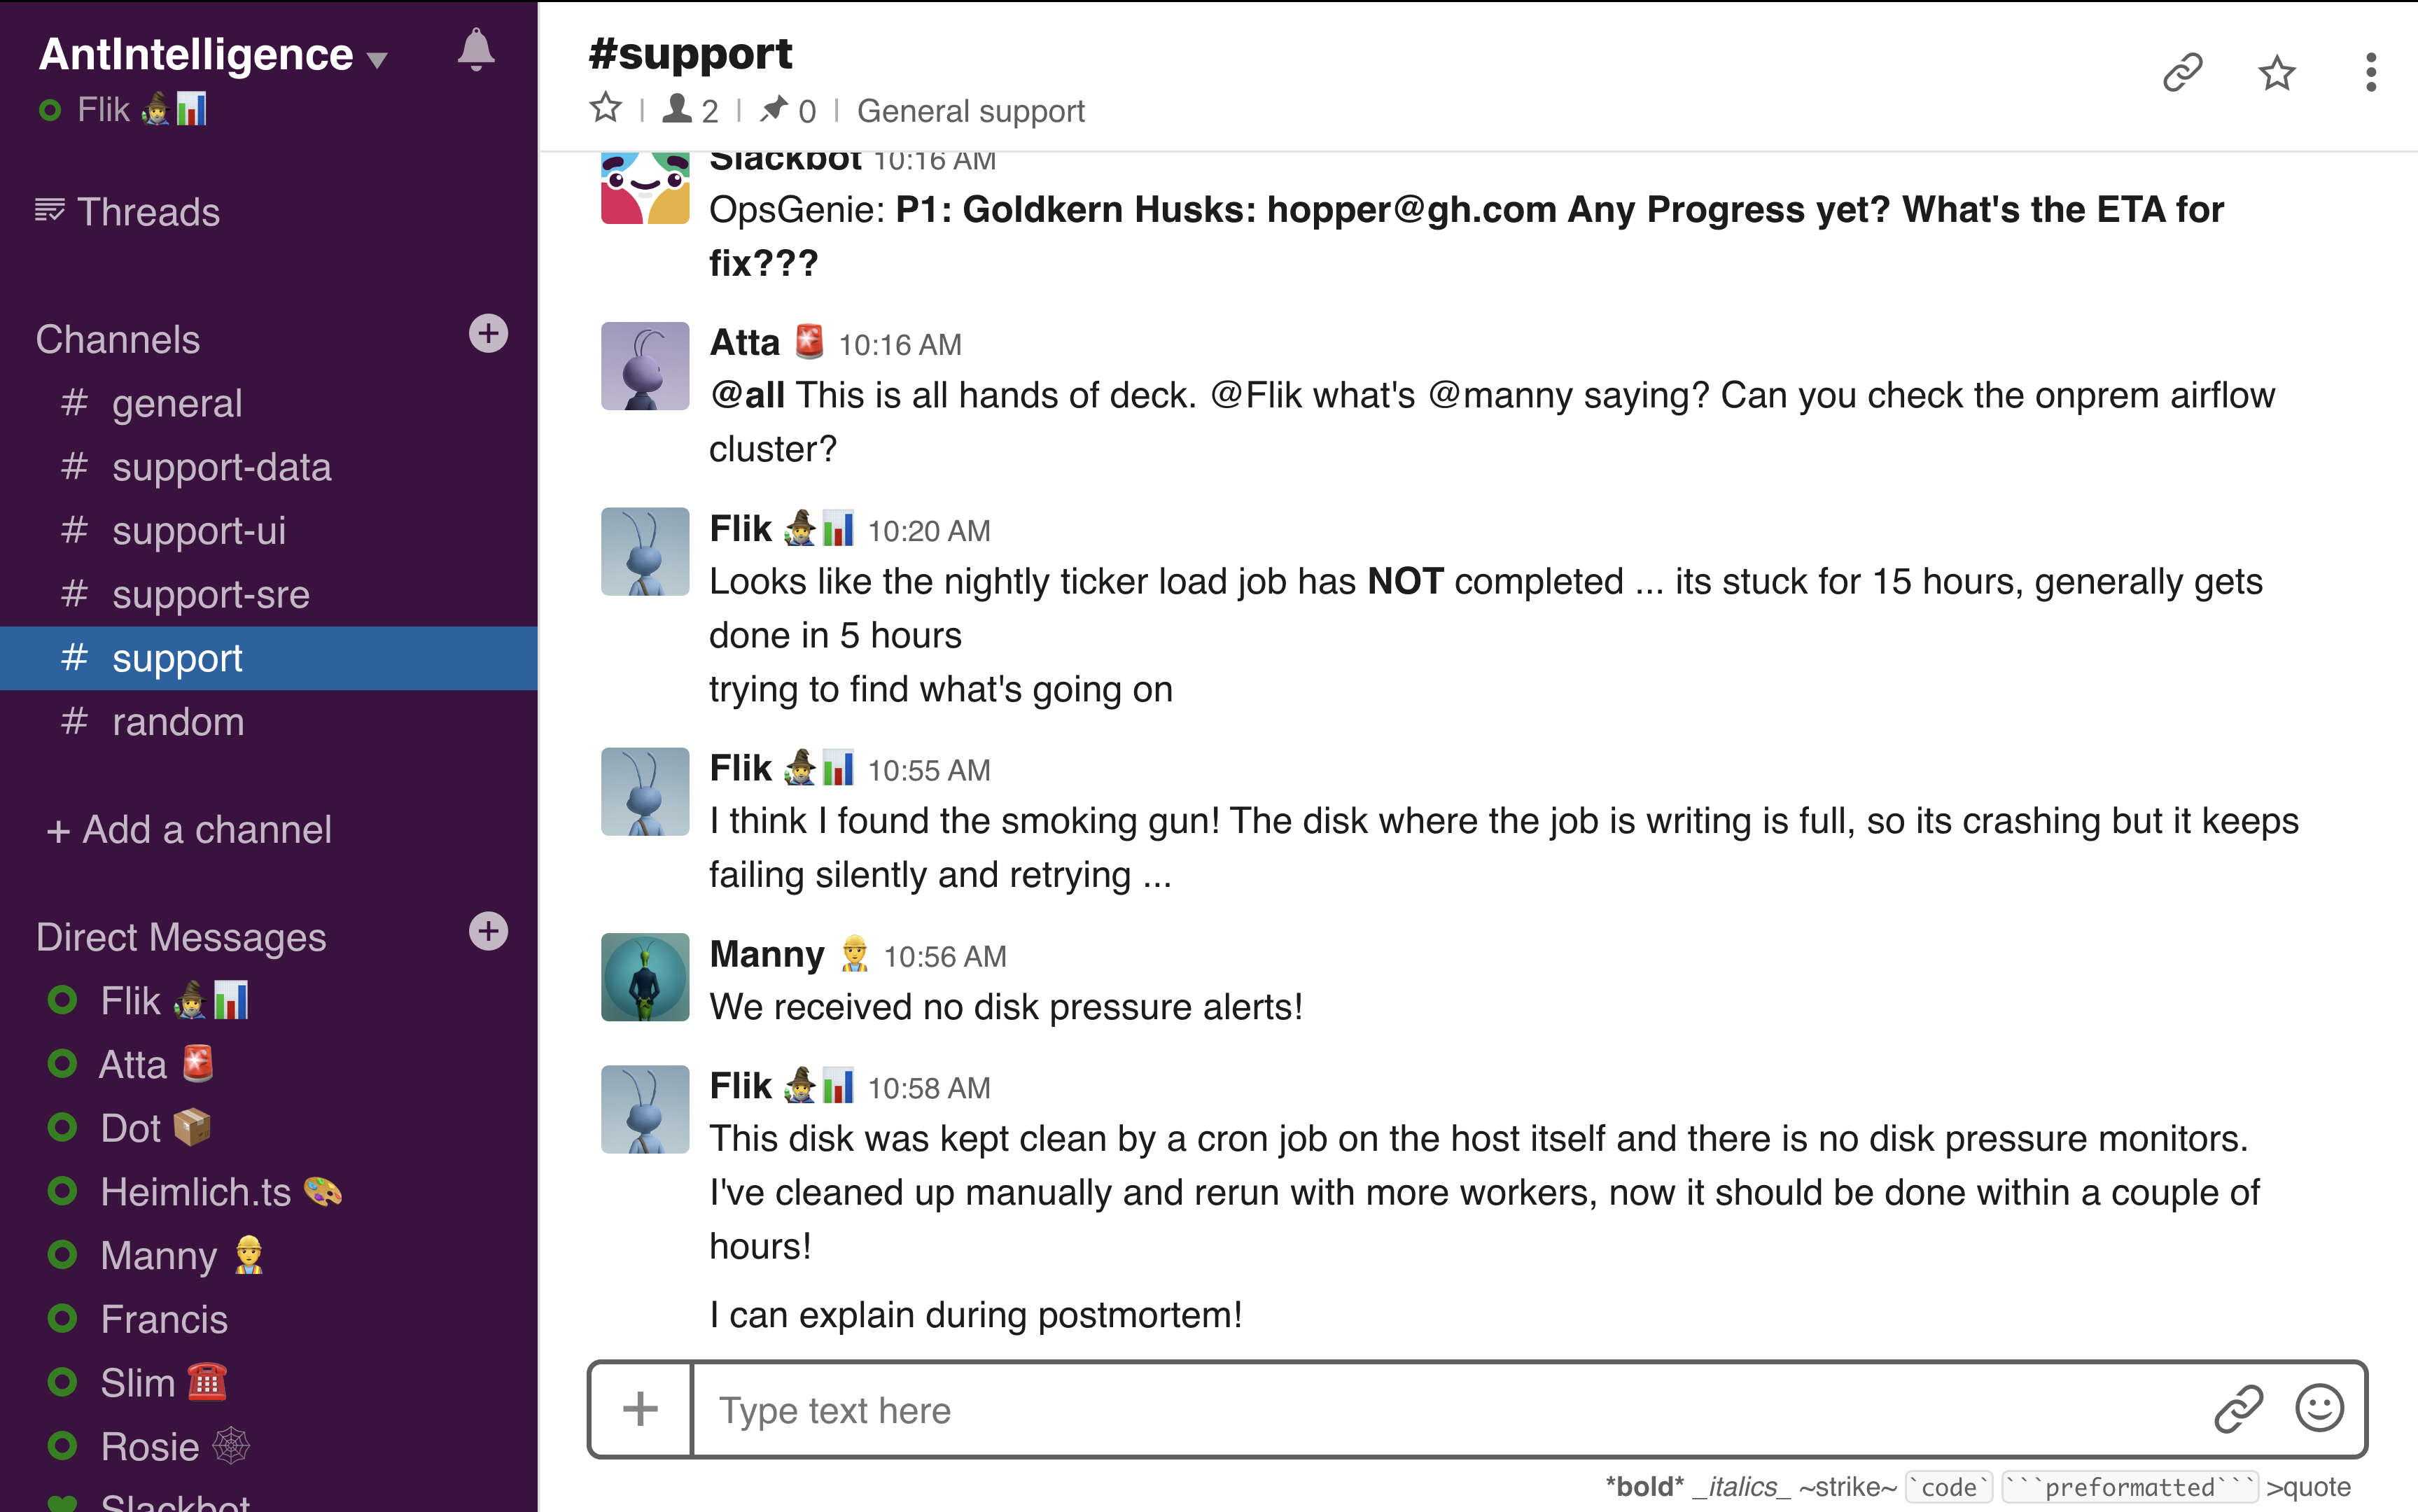 AntIntelligence
Flik
Threads
Channels
# general
# support-data
# support-ui
# support-sre
# support
# random
+ Add a channel
Direct Messages
Flik
Atta
Dot
Heimlich.ts
Manny
Francis
Slim
Rosie
Slackbot
#support
2 | 0 | General support
Slackbot 10:16 AM
OpsGenie: P1: Goldkern Husks: hopper@gh.com Any Progress yet? What's the ETA for
fix???
Atta 10:16 AM
@all This is all hands of deck. @Flik what's @manny saying? Can you check the onprem airflow
cluster?
Flik 10:20 AM
Looks like the nightly ticker load job has NOT completed ... its stuck for 15 hours, generally gets
done in 5 hours
trying to find what's going on
Flik 10:55 AM
I think I found the smoking gun! The disk where the job is writing is full, so its crashing but it keeps
failing silently and retrying ...
Manny 10:56 AM
We received no disk pressure alerts!
Flik 10:58 AM
This disk was kept clean by a cron job on the host itself and there is no disk pressure monitors.
I've cleaned up manually and rerun with more workers, now it should be done within a couple of
hours!
I can explain during postmortem!
Type text here
*bold* _italics_ ~strike~ `code` ```preformatted``` >quote